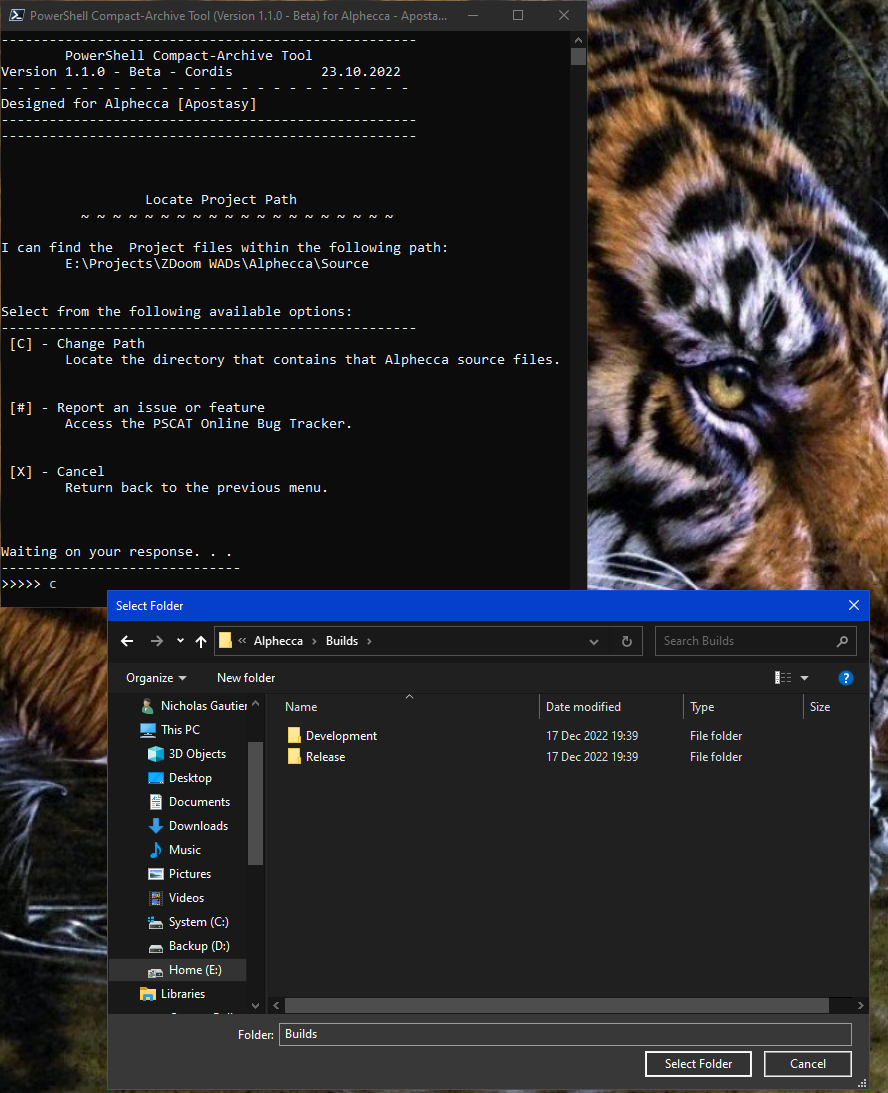 PowerShell Compact-Archive Tool (Version 1.1.0 - Beta) for Alphecca - Aposta...
----------------------------------------------------
PowerShell Compact-Archive Tool
Version 1.1.0 - Beta - Cordis 23.10.2022
- - - - - - - - - - - - - - - - - - - - - - - - - -
Designed for Alphecca [Apostasy]
----------------------------------------------------
----------------------------------------------------
Locate Project Path
~ ~ ~ ~ ~ ~ ~ ~ ~ ~ ~ ~ ~ ~ ~ ~ ~ ~ ~ ~
I can find the  Project files within the following path:
E:\Projects\ZDoom WADs\Alphecca\Source
Select from the following available options:
----------------------------------------------------
[C] - Change Path
Locate the directory that contains that Alphecca source files.
[#] - Report an issue or feature
Access the PSCAT Online Bug Tracker.
[X] - Cancel
Return back to the previous menu.
Waiting on your response. . .
------------------------------
>>>>> c
Select Folder
« Alphecca › Builds › Search Builds
Organize New folder ?
Name Date modified Type Size
Nicholas Gautier
This PC
3D Objects
Desktop
Documents
Downloads
Music
Pictures
Videos
System (C:)
Backup (D:)
Home (E:)
Libraries
Development 17 Dec 2022 19:39 File folder
Release 17 Dec 2022 19:39 File folder
Folder: Builds
Select Folder Cancel